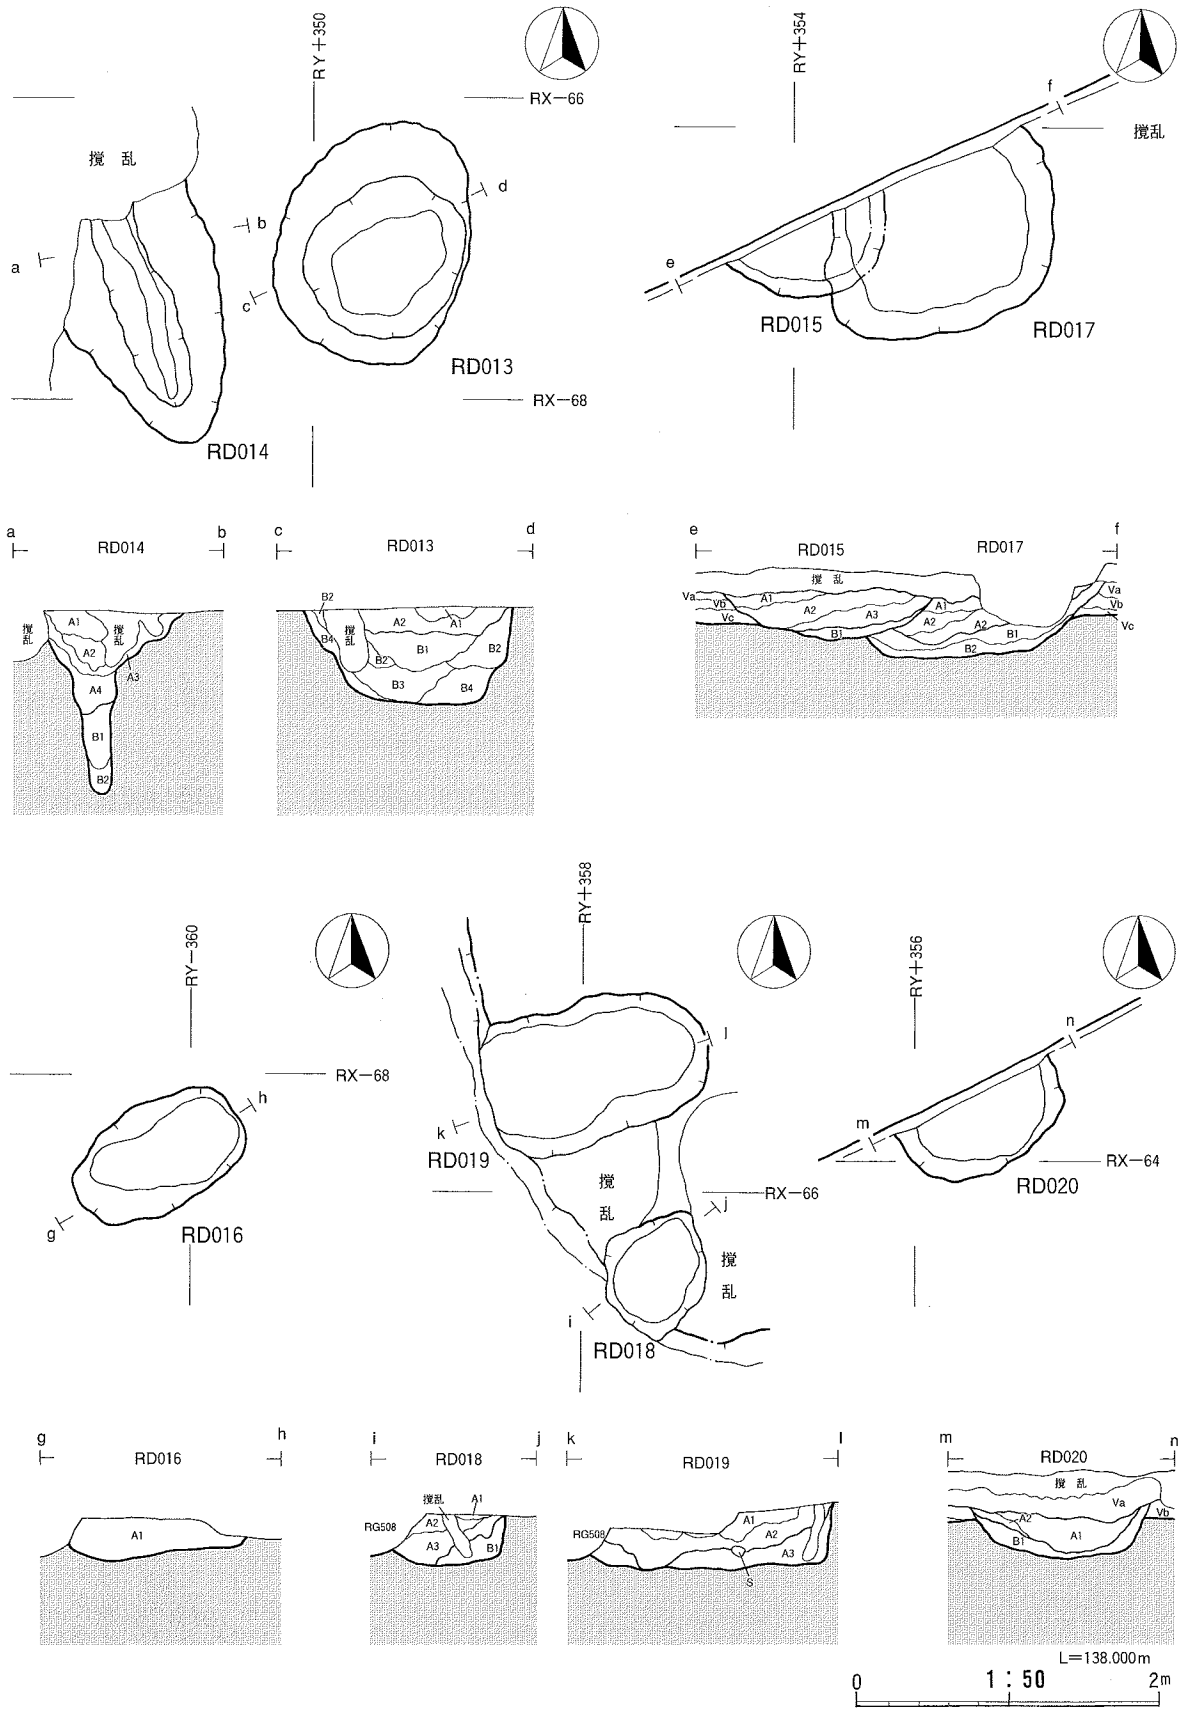 RY+350
RX-66
攪乱
a
b
c
d
RD013
RD014
RX-68
RY+354
f
攪乱
e
RD015
RD017
a RD014 b
攪乱
A1
攪乱
A2
A3
A4
B1
B2
c RD013 d
B2
B4
攪乱
A2
A1
B1
B2
B2
B3
B4
e RD015 RD017 f
攪乱
Va
Vb
Vc
A1
A2
A3
B1
A1
A2
A2
B1
B2
Va
Vb
Vc
RY-360
RX-68
h
g
RD016
RY+358
l
k
RD019
攪乱
RX-66
j
攪乱
i
RD018
RY+356
n
m
RX-64
RD020
g RD016 h
A1
i RD018 j
RG508
攪乱
A1
A2
A3
B1
k RD019 l
RG508
A1
A2
A3
S
m RD020 n
攪乱
Va
Vb
A2
A1
B1
L=138.000m
1:50
0 2m